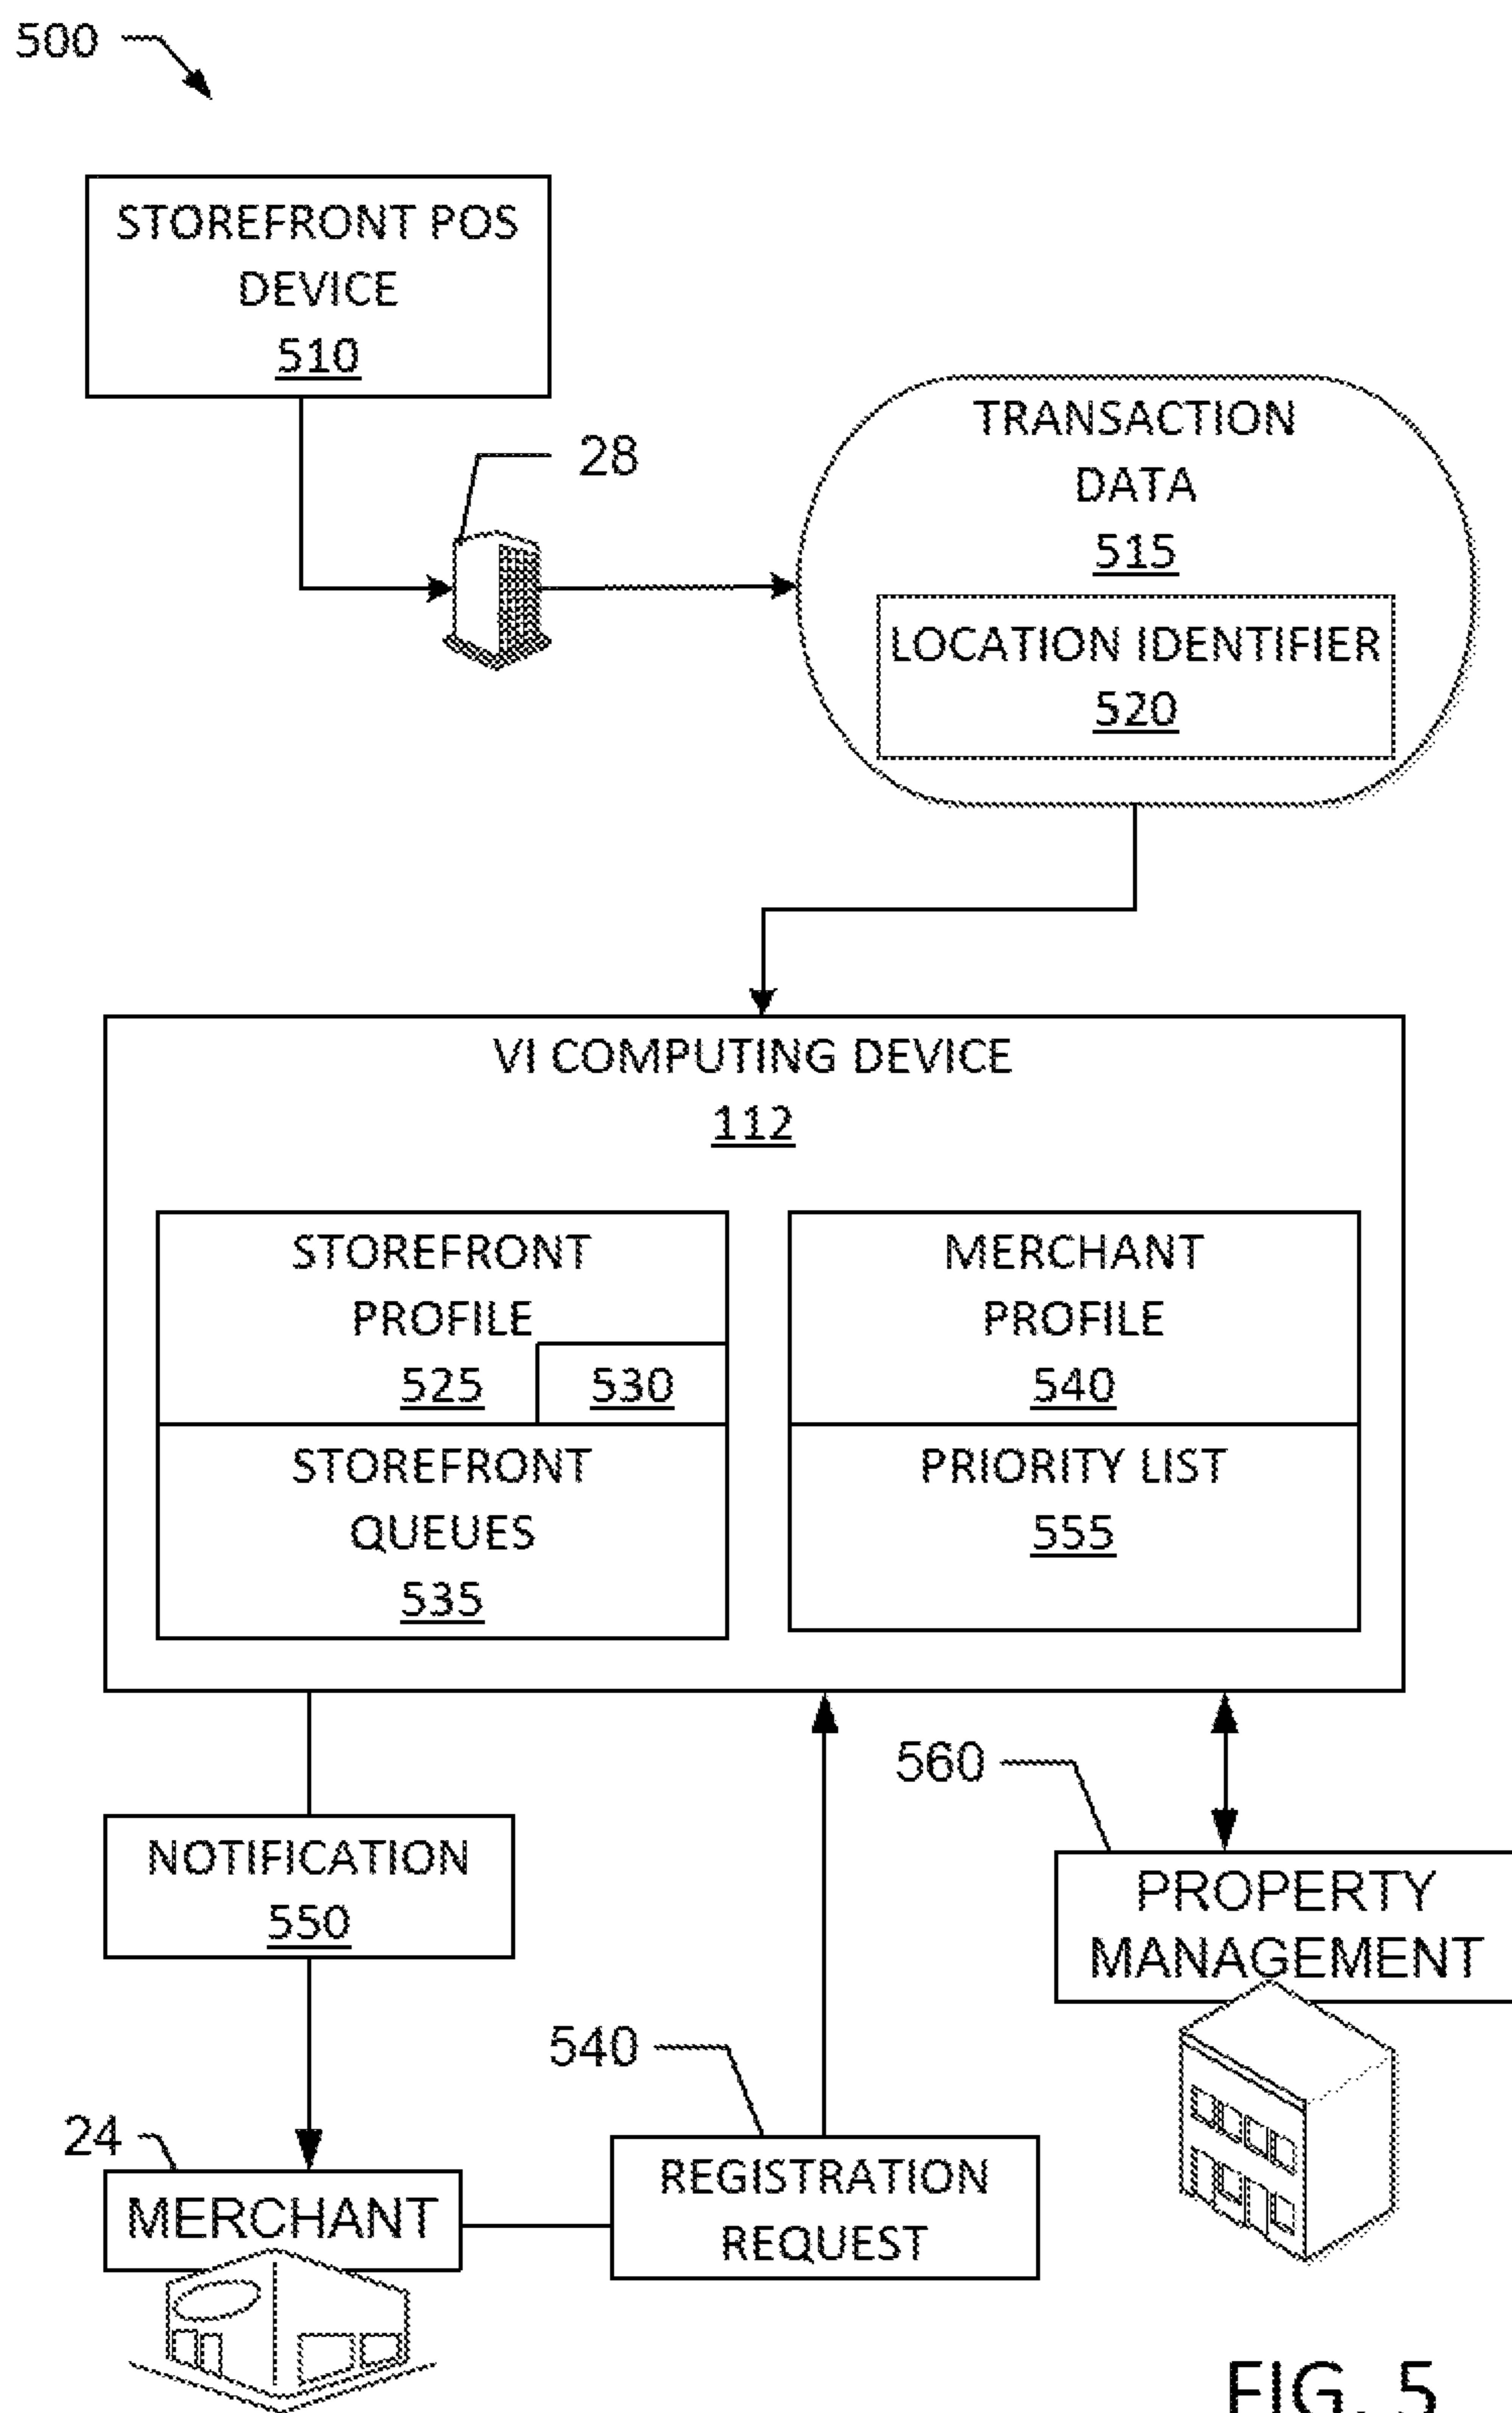 500
STOREFRONT POS
DEVICE
510
28
TRANSACTION
DATA
515
LOCATION IDENTIFIER
520
VI COMPUTING DEVICE
112
STOREFRONT
PROFILE
525
530
STOREFRONT
QUEUES
535
MERCHANT
PROFILE
540
PRIORITY LIST
555
NOTIFICATION
550
560
PROPERTY
MANAGEMENT
24
MERCHANT
540
REGISTRATION
REQUEST
FIG. 5